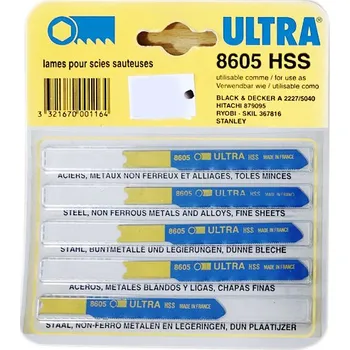 ULTRA
8605 HSS
lames pour scies sauteuses
utilisable comme / for use as
Verwendbar wie / utilizable como
BLACK & DECKER A 2227/5040
HITACHI 879095
RYOBI - SKIL 367816
STANLEY
3 321670 001164
8605 ULTRA HSS MADE IN FRANCE
ACIERS, METAUX NON FERREUX ET ALLIAGES, TOLES MINCES
8605 ULTRA HSS MADE IN FRANCE
STEEL, NON FERROUS METALS AND ALLOYS, FINE SHEETS
8605 ULTRA HSS MADE IN FRANCE
STAHL, BUNTMETALLE UND LEGIERUNGEN, DÜNNE BLECHE
8605 ULTRA HSS MADE IN FRANCE
ACEROS, METALES BLANDOS Y LIGAS, CHAPAS FINAS
8605 ULTRA HSS MADE IN FRANCE
STAAL, NON-FERRO METALEN EN LEGERINGEN, DUN PLAATIJZER